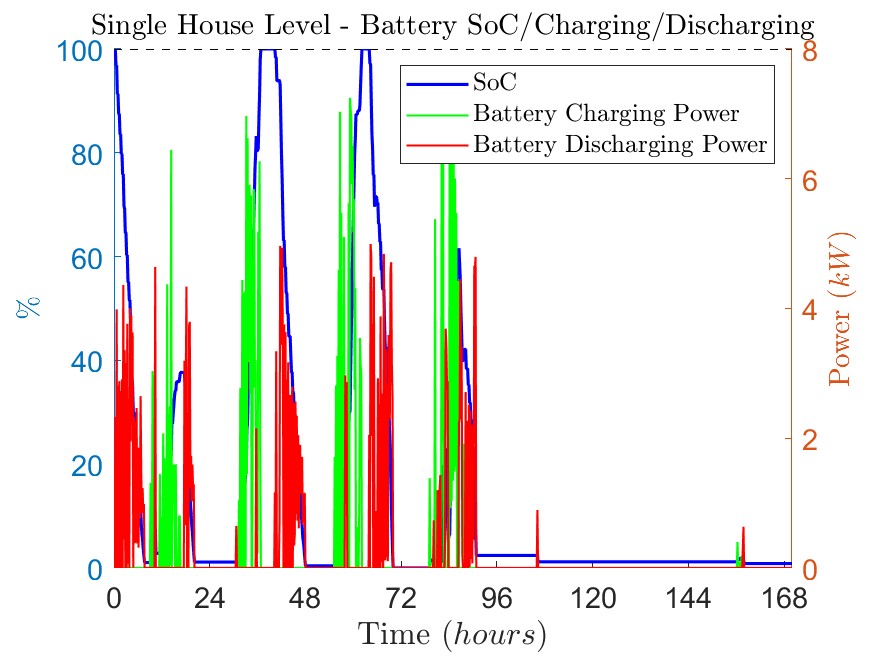 Single House Level - Battery SoC/Charging/Discharging
SoC
Battery Charging Power
Battery Discharging Power
100
80
60
40
20
0
%
8
6
4
2
0
Power (kW)
0 24 48 72 96 120 144 168
Time (hours)